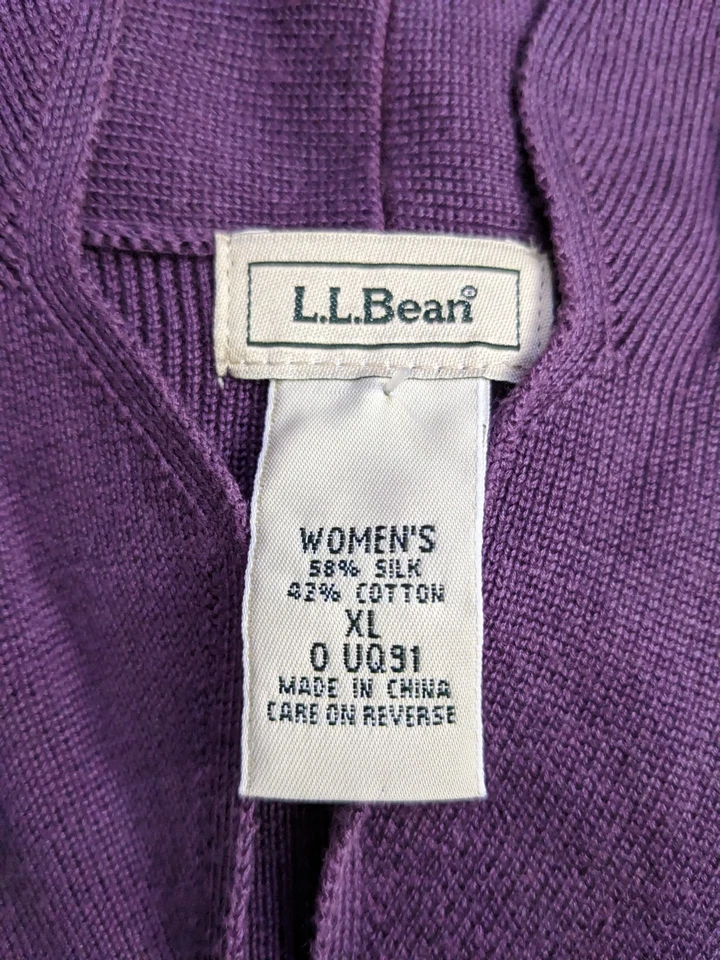 L.L.Bean®
WOMEN'S
58% SILK
42% COTTON
XL
0 UQ91
MADE IN CHINA
CARE ON REVERSE